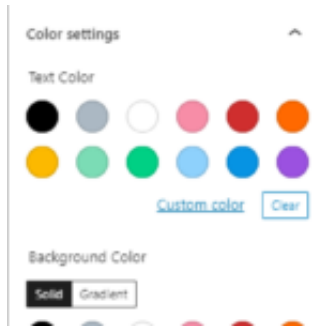 Color settings
Text Color
Custom color Clear
Background Color
Solid Gradient